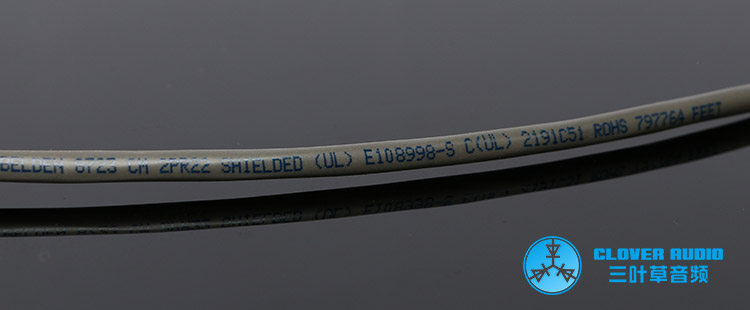 BELDEN 8723 CM 2PR22 SHIELDED (UL) E108998-S C(UL) 2191C51 ROHS 797764 FEET
CLOVER AUDIO
三叶草音频